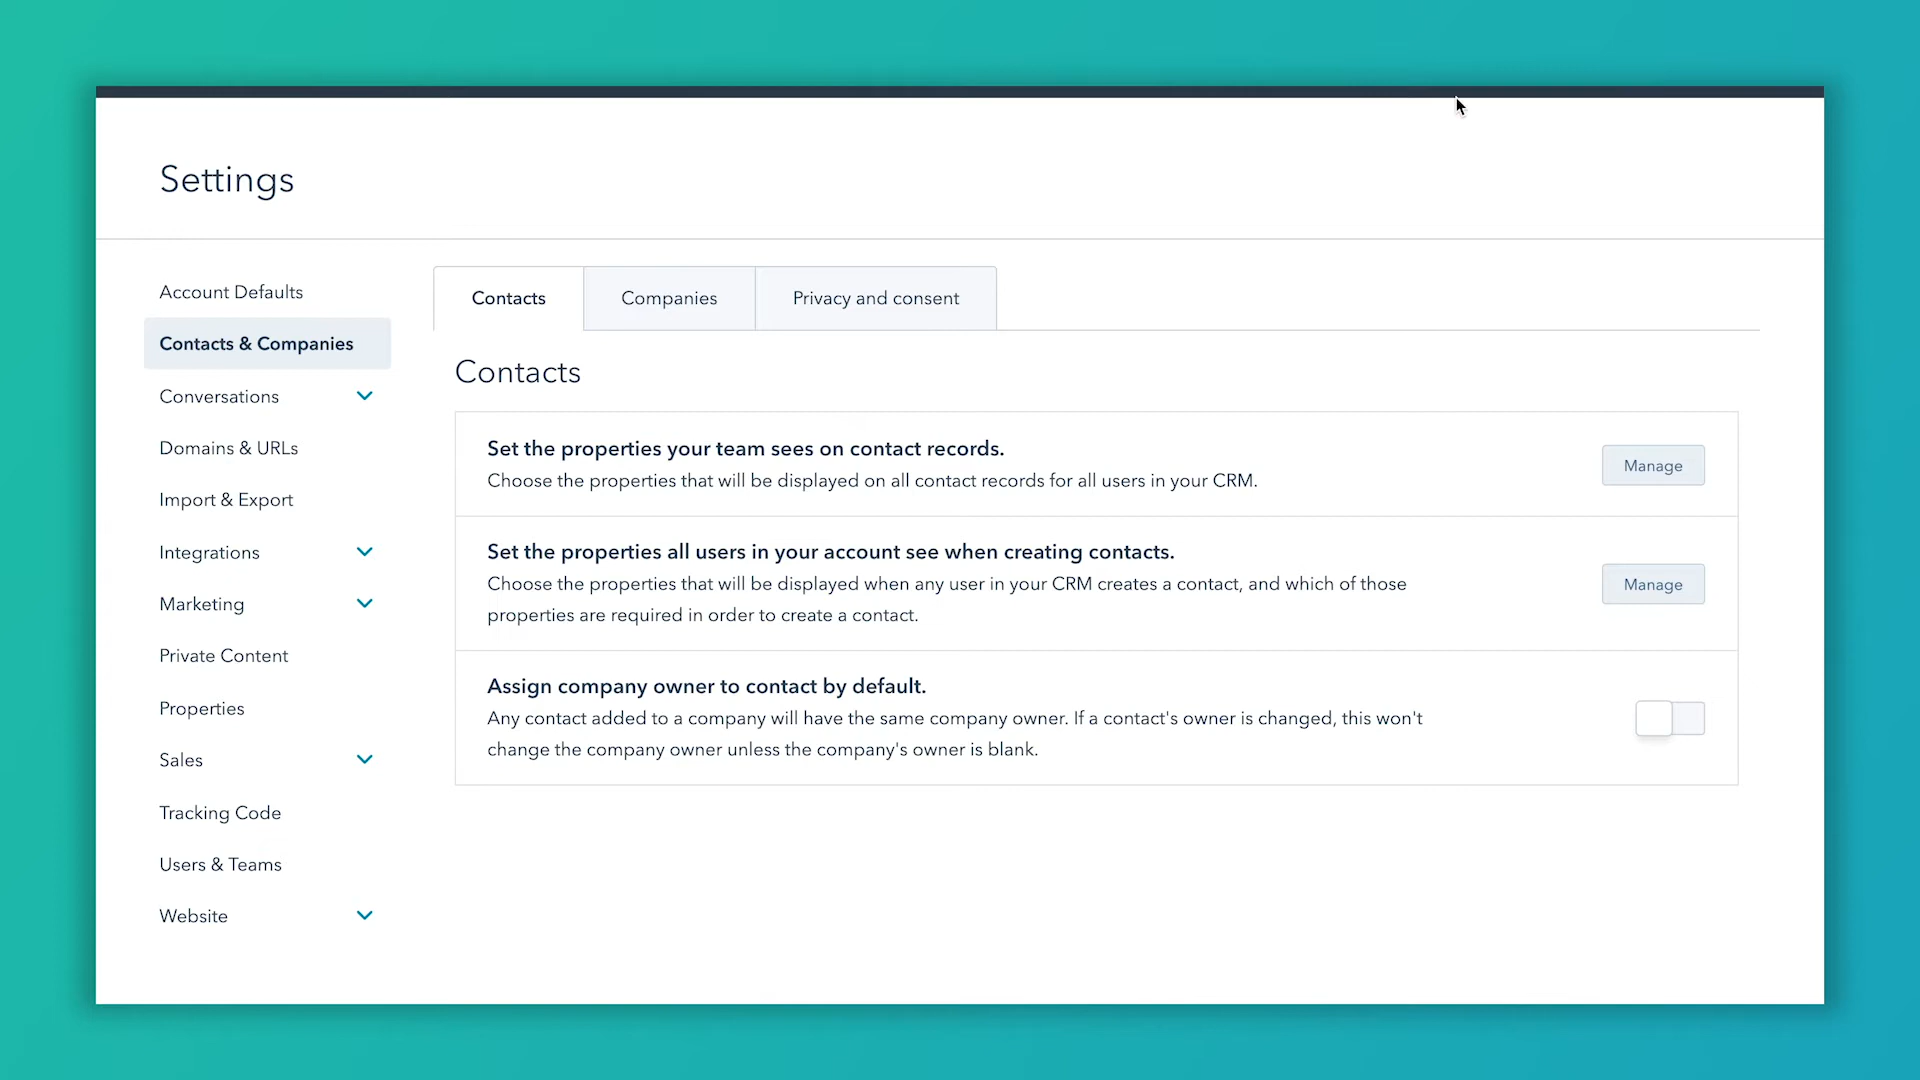 Settings
Account Defaults
Contacts & Companies
Conversations
Domains & URLs
Import & Export
Integrations
Marketing
Private Content
Properties
Sales
Tracking Code
Users & Teams
Website
Contacts
Companies
Privacy and consent
Contacts
Set the properties your team sees on contact records.
Choose the properties that will be displayed on all contact records for all users in your CRM.
Manage
Set the properties all users in your account see when creating contacts.
Choose the properties that will be displayed when any user in your CRM creates a contact, and which of those
properties are required in order to create a contact.
Manage
Assign company owner to contact by default.
Any contact added to a company will have the same company owner. If a contact's owner is changed, this won't
change the company owner unless the company's owner is blank.